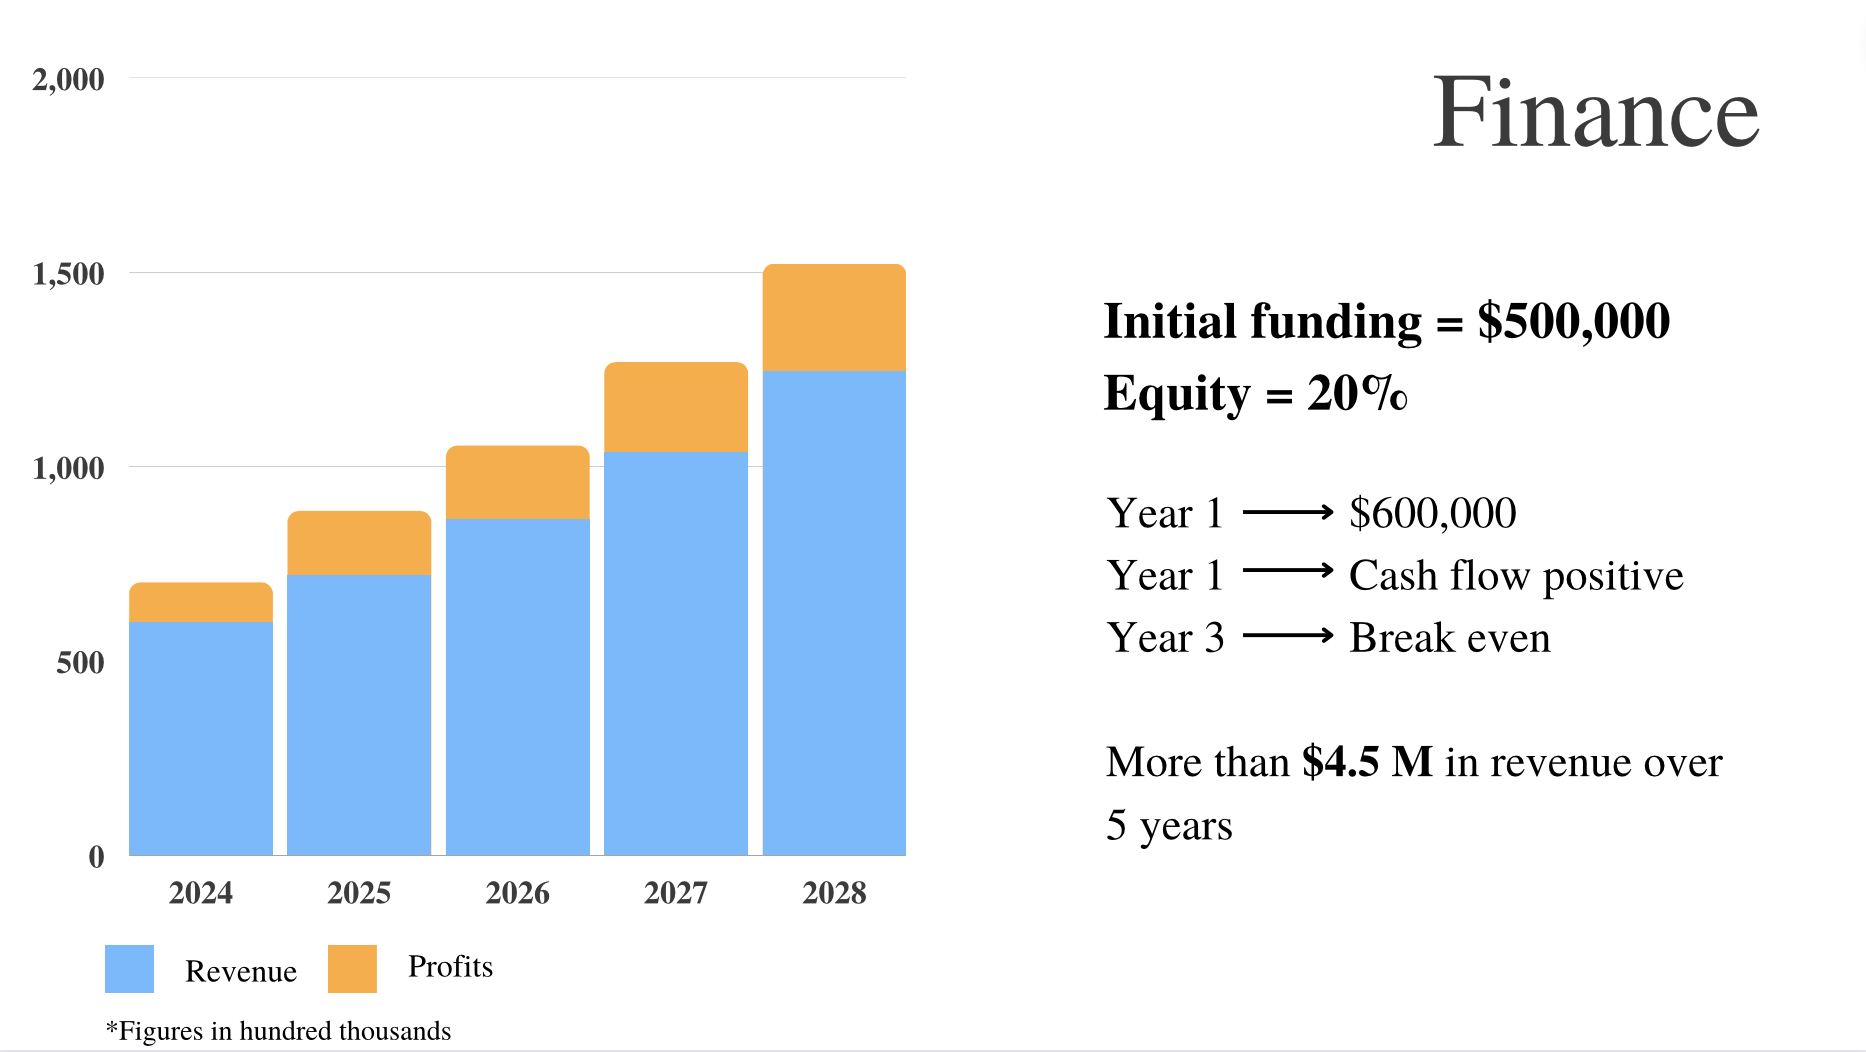 Finance
2,000
1,500
1,000
500
0
2024 2025 2026 2027 2028
Revenue Profits
*Figures in hundred thousands
Initial funding = $500,000
Equity = 20%
Year 1 → $600,000
Year 1 → Cash flow positive
Year 3 → Break even
More than $4.5 M in revenue over
5 years